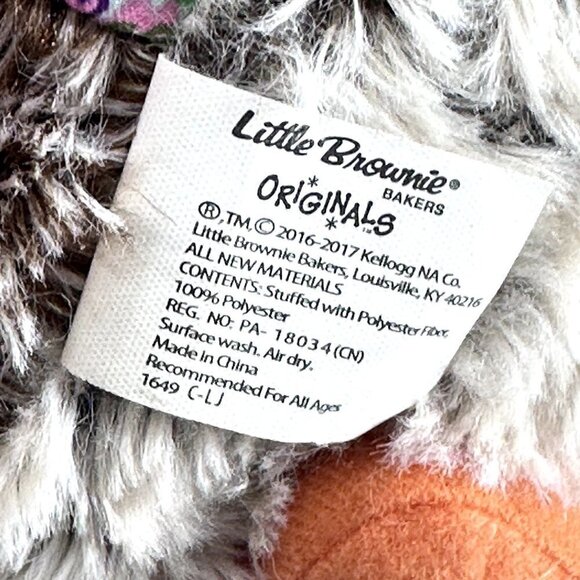 Little Brownie®
BAKERS
ORIGINALS™
®,TM,© 2016-2017 Kellogg NA Co.
Little Brownie Bakers, Louisville, KY 40216
ALL NEW MATERIALS
CONTENTS: Stuffed with Polyester Fiber,
100% Polyester
REG. NO: PA- 18034(CN)
Surface wash. Air dry.
Made in China
Recommended For All Ages
1649 C-LJ